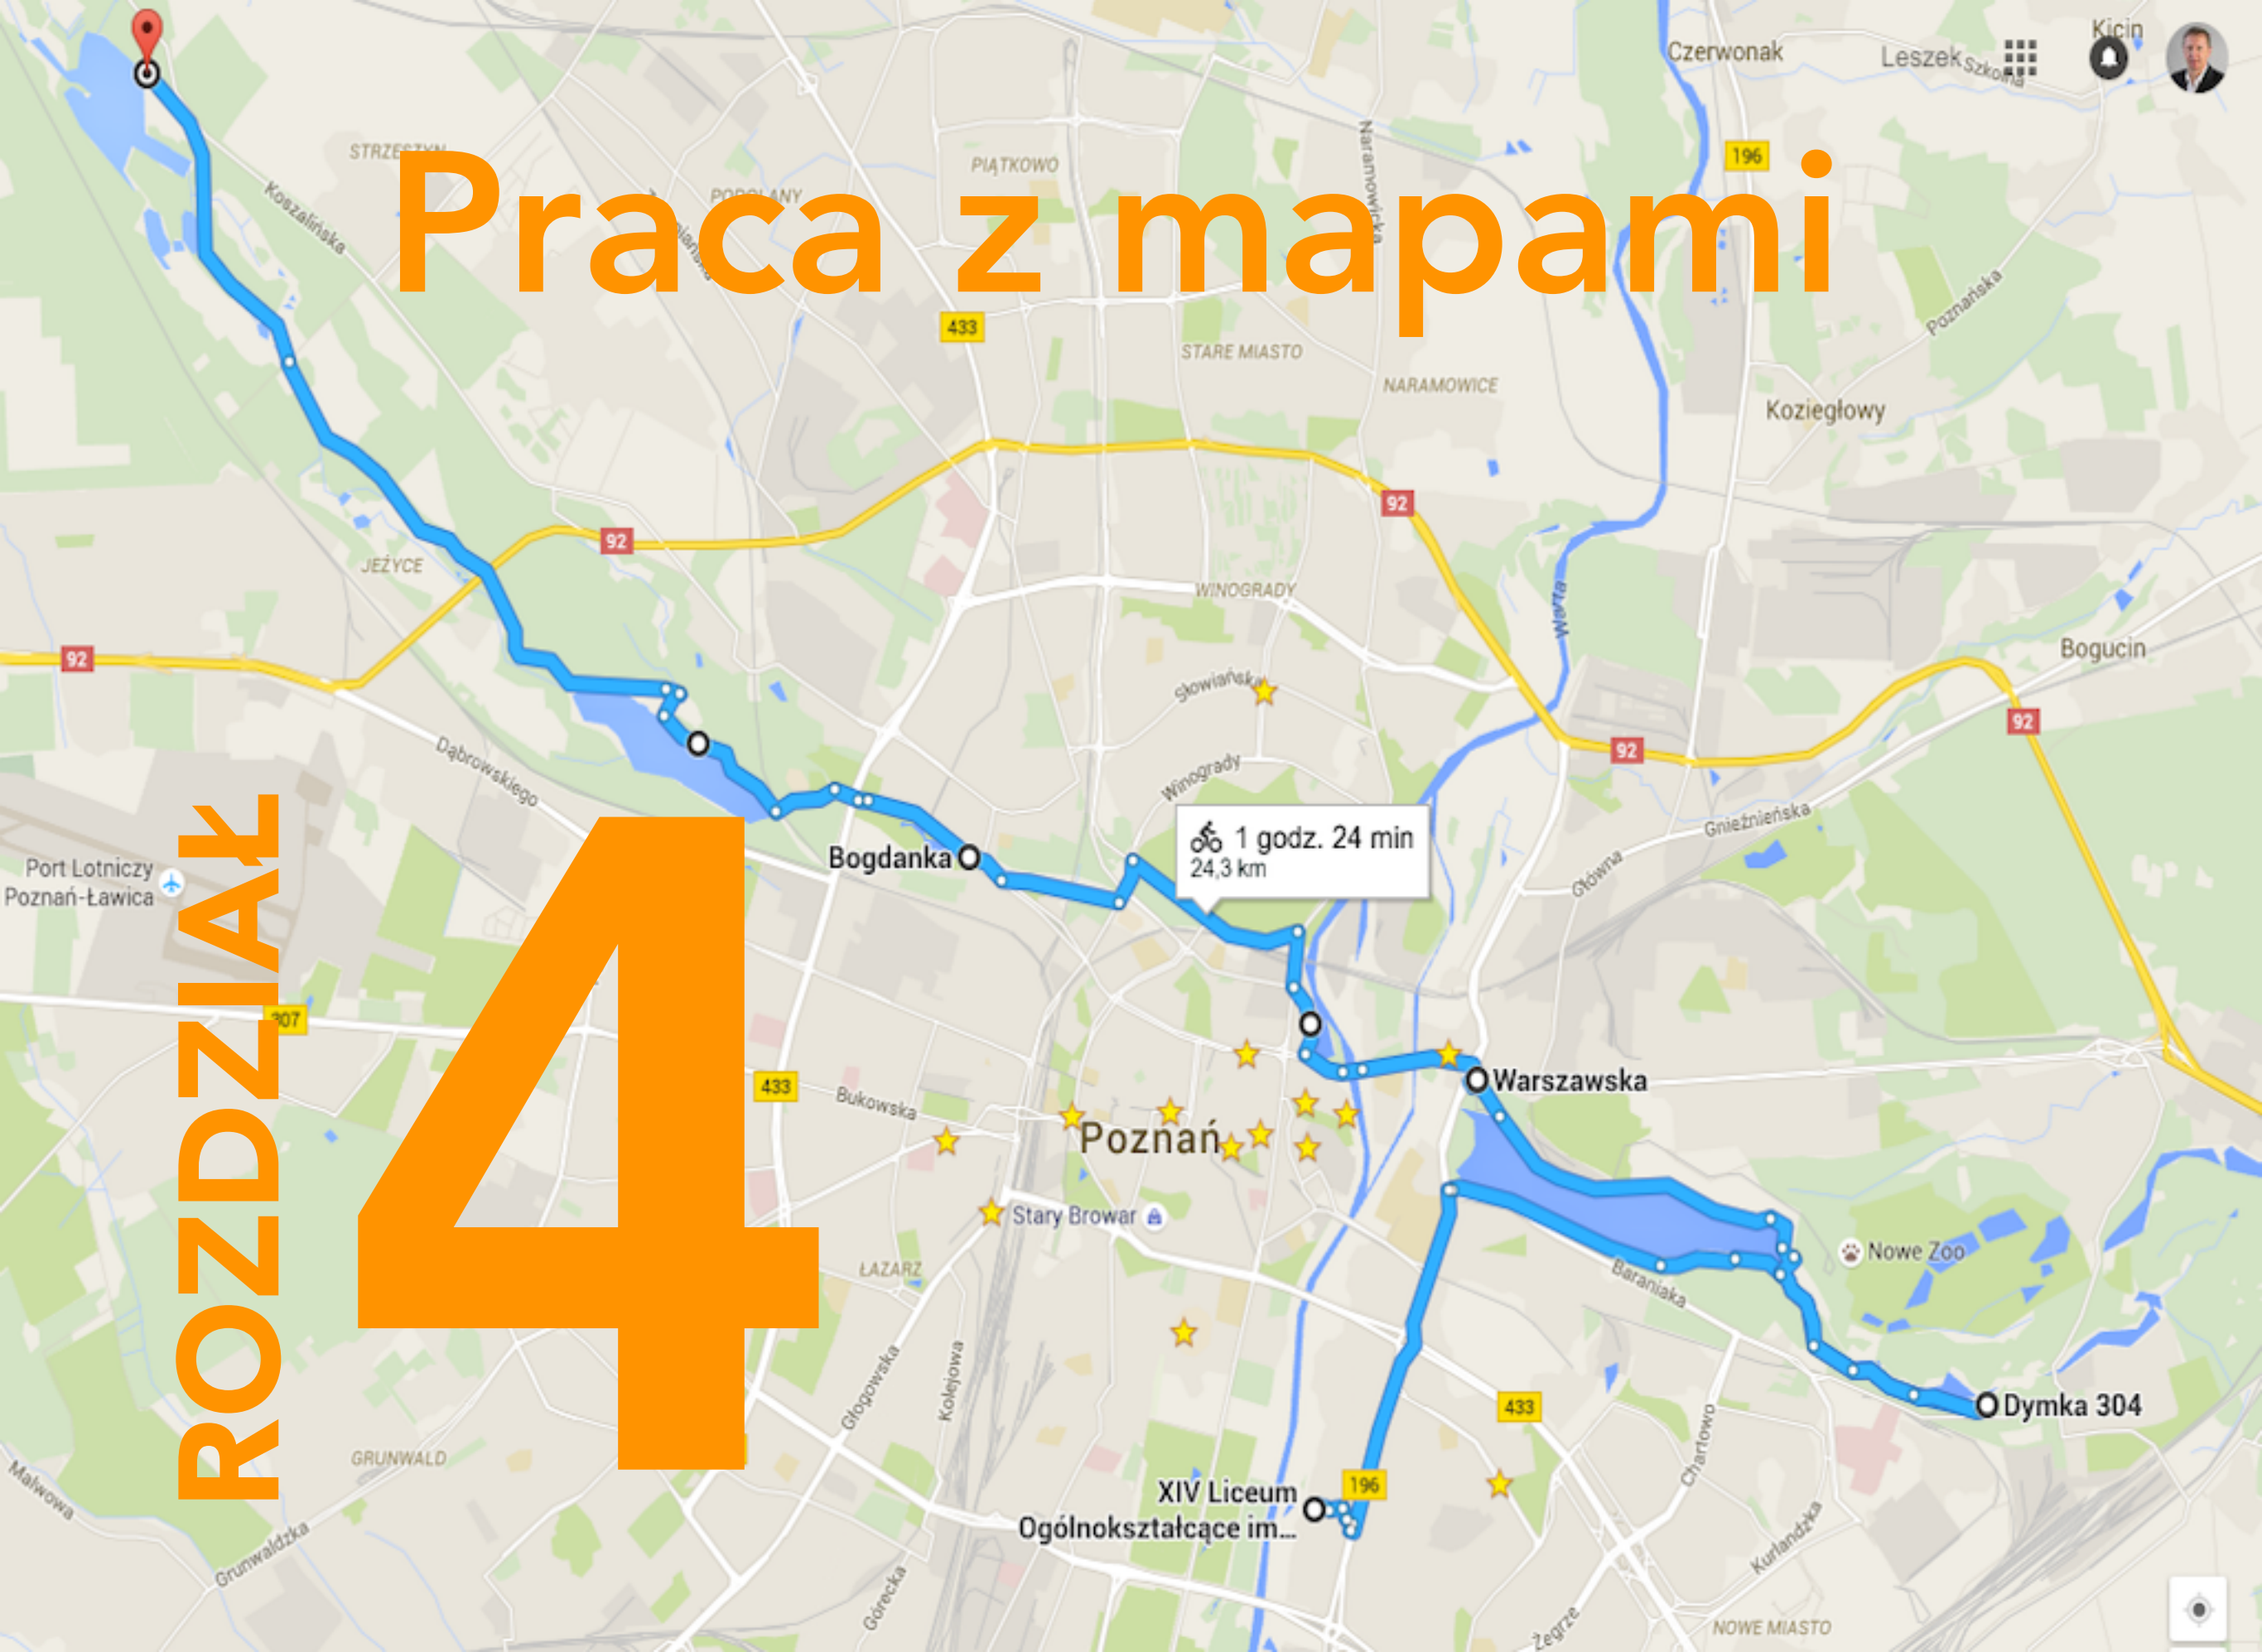 Kicin
Czerwonak
Leszek
Szkolna
196
STRZESZYN
PIĄTKOWO
Naramowicka
PODOLANY
Koszalińska
Praca z mapami
Poznańska
433
STARE MIASTO
NARAMOWICE
Koziegłowy
92
92
JEŻYCE
WINOGRADY
Warta
92
Bogucin
Słowiańska
92
92
Dąbrowskiego
Winogrady
Gnieźnieńska
1 godz. 24 min
24,3 km
Bogdanka
Główna
Port Lotniczy
Poznań-Ławica
ROZDZIAŁ
4
307
433
Bukowska
Warszawska
Poznań
Stary Browar
Nowe Zoo
ŁAZARZ
Baraniaka
Głogowska
Kolejowa
433
Dymka 304
Chartowo
GRUNWALD
Malwowa
196
XIV Liceum
Ogólnokształcące im...
Grunwaldzka
Kurlandzka
Górecka
Żegrze
NOWE MIASTO